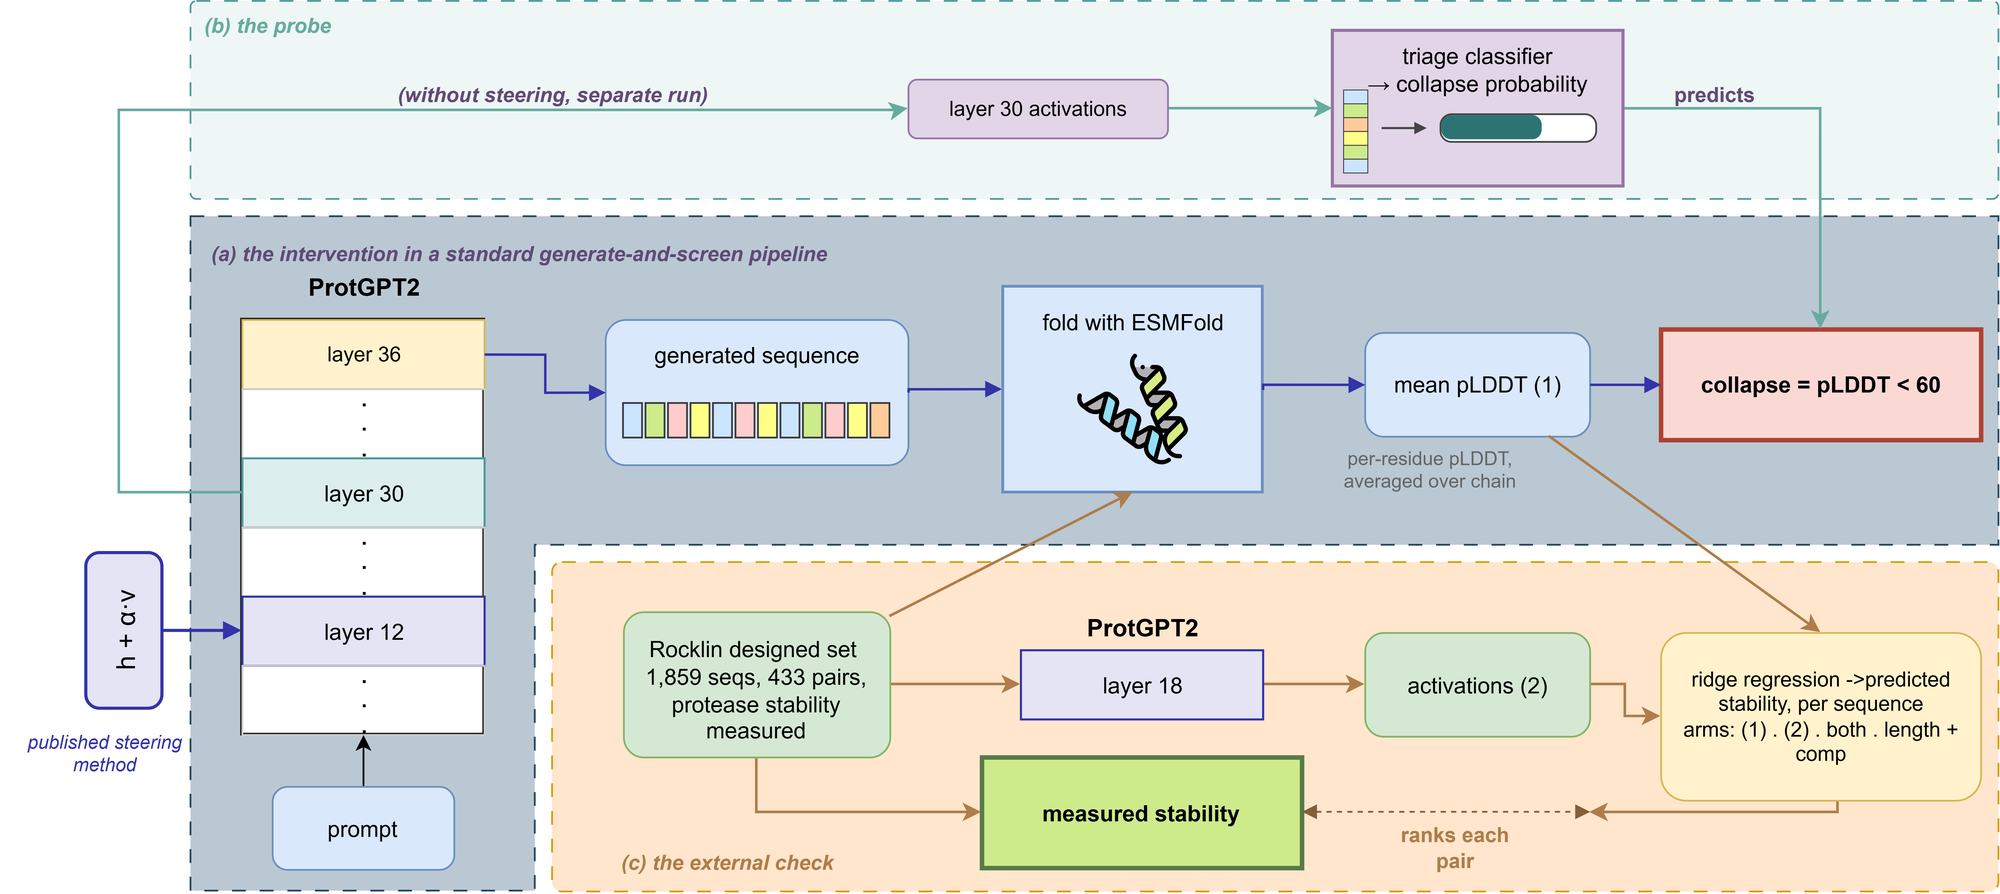 (b) the probe
(without steering, separate run)
layer 30 activations
triage classifier
→ collapse probability
predicts
(a) the intervention in a standard generate-and-screen pipeline
ProtGPT2
layer 36
layer 30
layer 12
h + α·v
published steering
method
prompt
generated sequence
fold with ESMFold
mean pLDDT (1)
per-residue pLDDT,
averaged over chain
collapse = pLDDT < 60
Rocklin designed set
1,859 seqs, 433 pairs,
protease stability
measured
ProtGPT2
layer 18
activations (2)
ridge regression ->predicted
stability, per sequence
arms: (1) . (2) . both . length +
comp
measured stability
ranks each
pair
(c) the external check